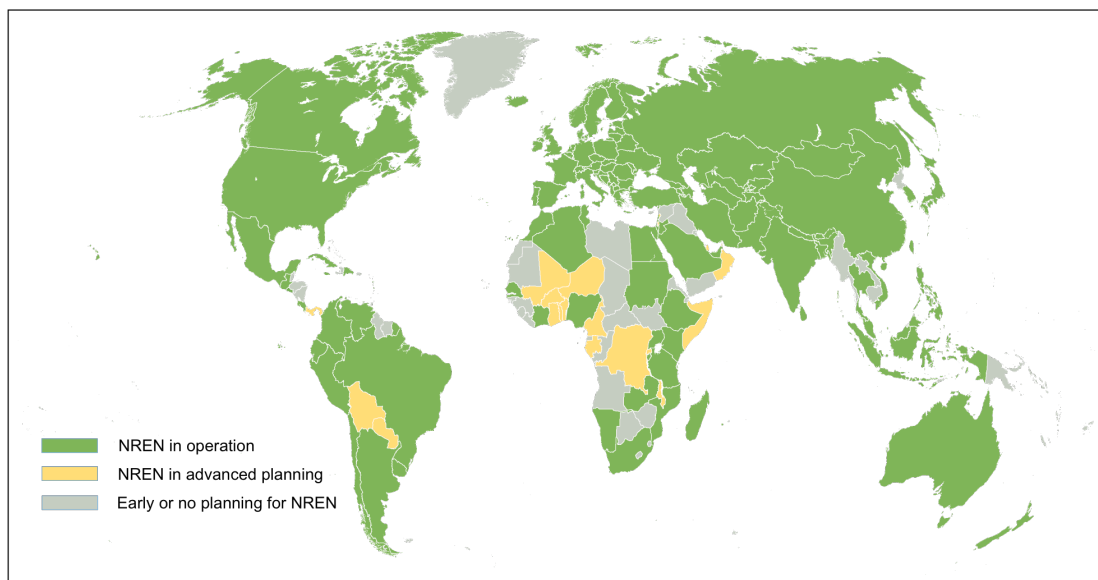 NREN in operation
NREN in advanced planning
Early or no planning for NREN